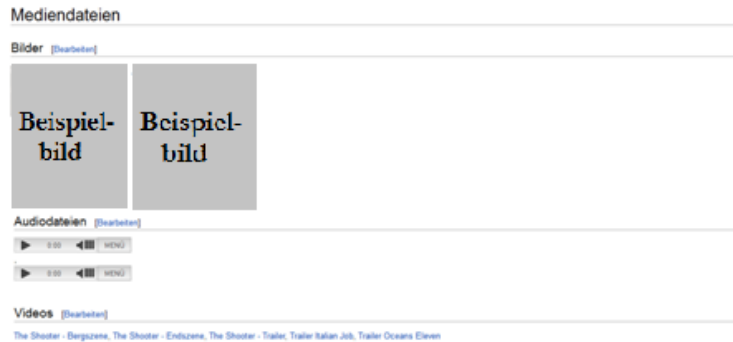 Mediendateien
Bilder [Bearbeiten]
Beispiel-
bild
Beispiel-
bild
Audiodateien [Bearbeiten]
0:00 MENÜ
0:00 MENÜ
Videos [Bearbeiten]
The Shooter - Bergszene, The Shooter - Endszene, The Shooter - Trailer, Trailer Italian Job, Trailer Oceans Eleven